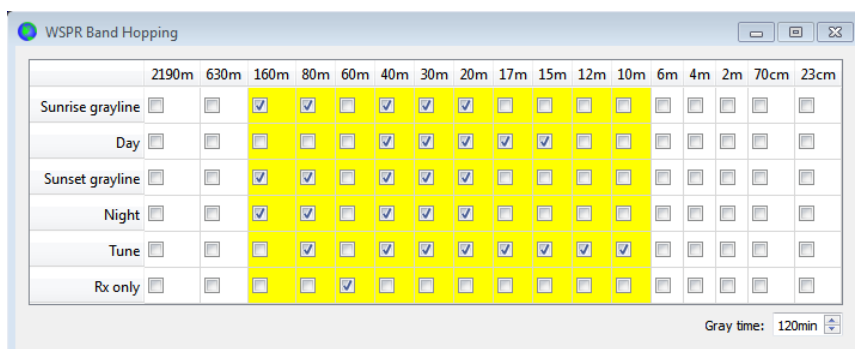 WSPR Band Hopping
2190m 630m 160m 80m 60m 40m 30m 20m 17m 15m 12m 10m 6m 4m 2m 70cm 23cm
Sunrise grayline
Day
Sunset grayline
Night
Tune
Rx only
Gray time: 120min